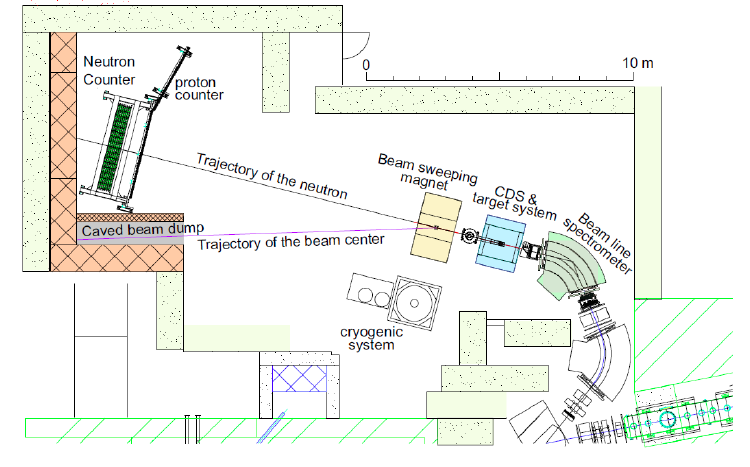 Neutron
Counter
proton
counter
0
10 m
Trajectory of the neutron
Beam sweeping
magnet
CDS &
target system
Beam line
spectrometer
Caved beam dump
Trajectory of the beam center
cryogenic
system